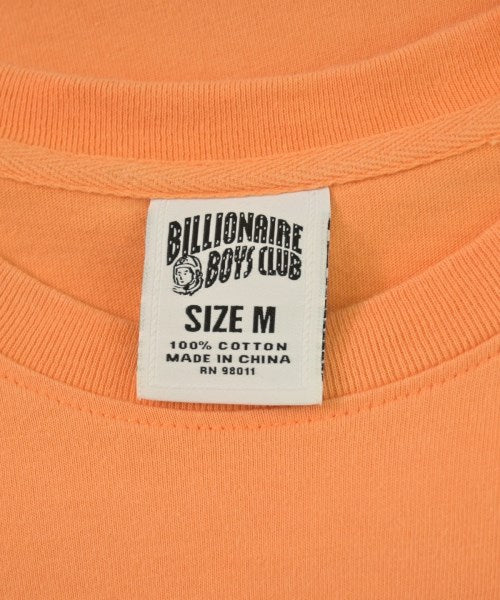 BILLIONAIRE
BOYS CLUB
SIZE M
100% COTTON
MADE IN CHINA
RN 98011